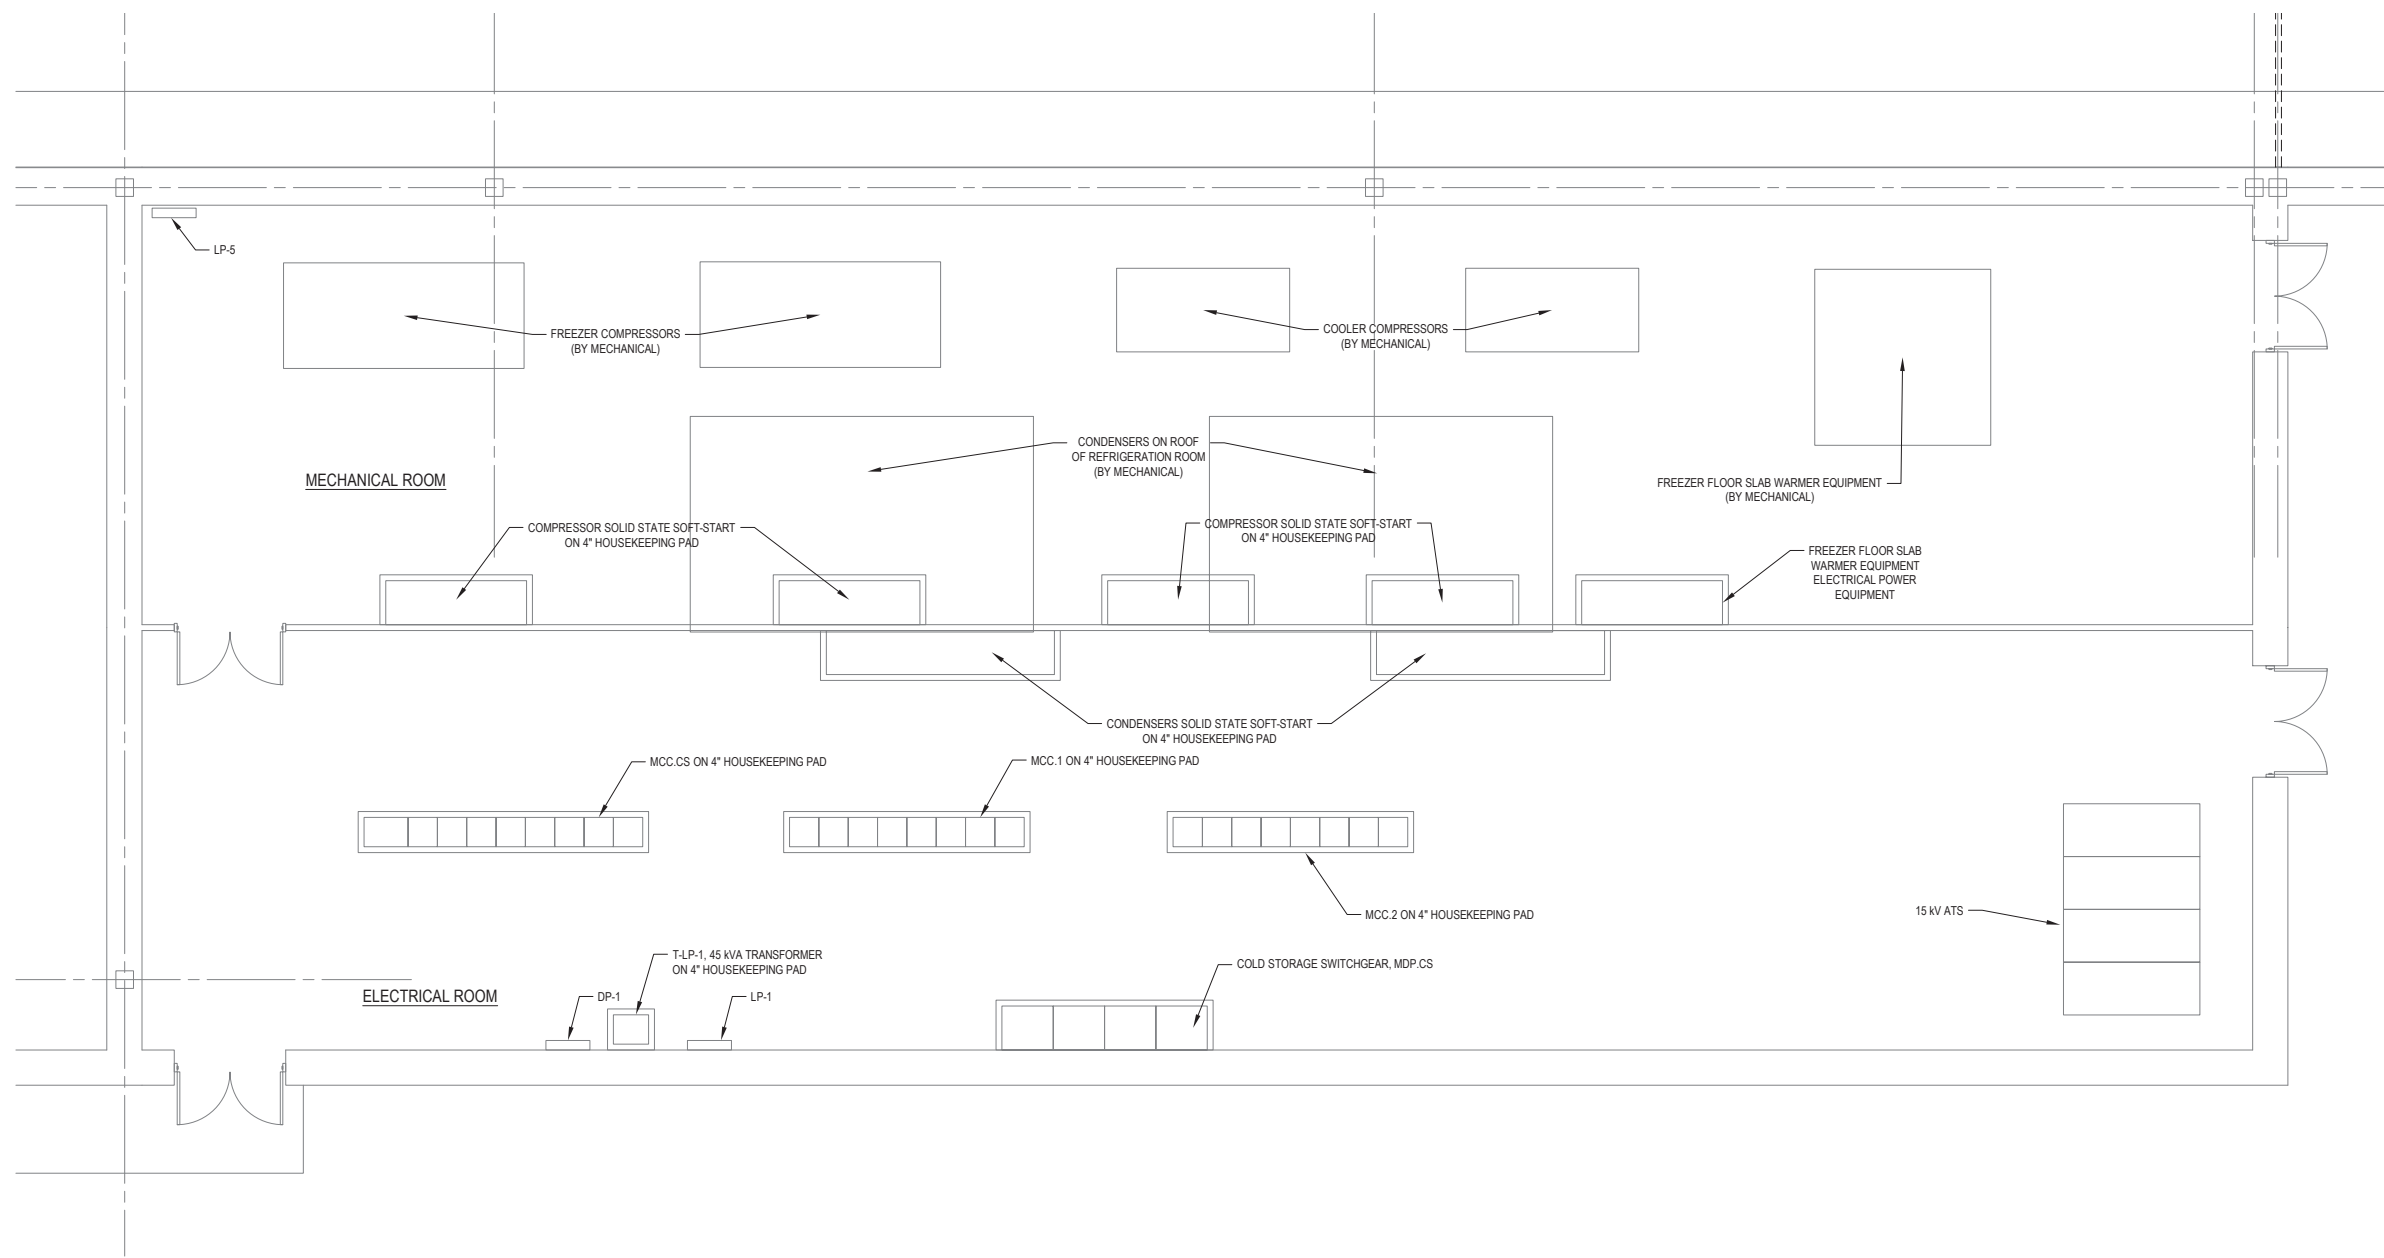 LP-5
FREEZER COMPRESSORS
(BY MECHANICAL)
COOLER COMPRESSORS
(BY MECHANICAL)
CONDENSERS ON ROOF
OF REFRIGERATION ROOM
(BY MECHANICAL)
MECHANICAL ROOM
FREEZER FLOOR SLAB WARMER EQUIPMENT
(BY MECHANICAL)
COMPRESSOR SOLID STATE SOFT-START
ON 4" HOUSEKEEPING PAD
COMPRESSOR SOLID STATE SOFT-START
ON 4" HOUSEKEEPING PAD
FREEZER FLOOR SLAB
WARMER EQUIPMENT
ELECTRICAL POWER
EQUIPMENT
CONDENSERS SOLID STATE SOFT-START
ON 4" HOUSEKEEPING PAD
MCC.CS ON 4" HOUSEKEEPING PAD
MCC.1 ON 4" HOUSEKEEPING PAD
MCC.2 ON 4" HOUSEKEEPING PAD
15 kV ATS
T-LP-1, 45 kVA TRANSFORMER
ON 4" HOUSEKEEPING PAD
COLD STORAGE SWITCHGEAR, MDP.CS
ELECTRICAL ROOM
DP-1
LP-1